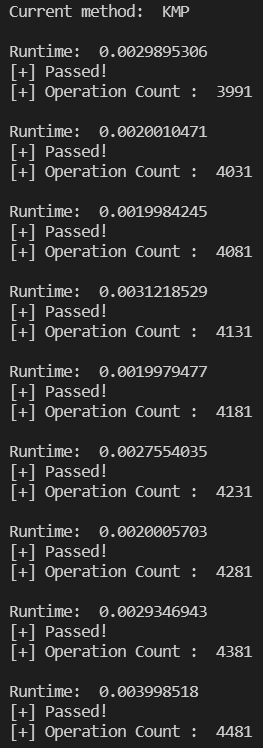 Current method:  KMP

Runtime:  0.0029895306
[+] Passed!
[+] Operation Count :  3991

Runtime:  0.0020010471
[+] Passed!
[+] Operation Count :  4031

Runtime:  0.0019984245
[+] Passed!
[+] Operation Count :  4081

Runtime:  0.0031218529
[+] Passed!
[+] Operation Count :  4131

Runtime:  0.0019979477
[+] Passed!
[+] Operation Count :  4181

Runtime:  0.0027554035
[+] Passed!
[+] Operation Count :  4231

Runtime:  0.0020005703
[+] Passed!
[+] Operation Count :  4281

Runtime:  0.0029346943
[+] Passed!
[+] Operation Count :  4381

Runtime:  0.003998518
[+] Passed!
[+] Operation Count :  4481